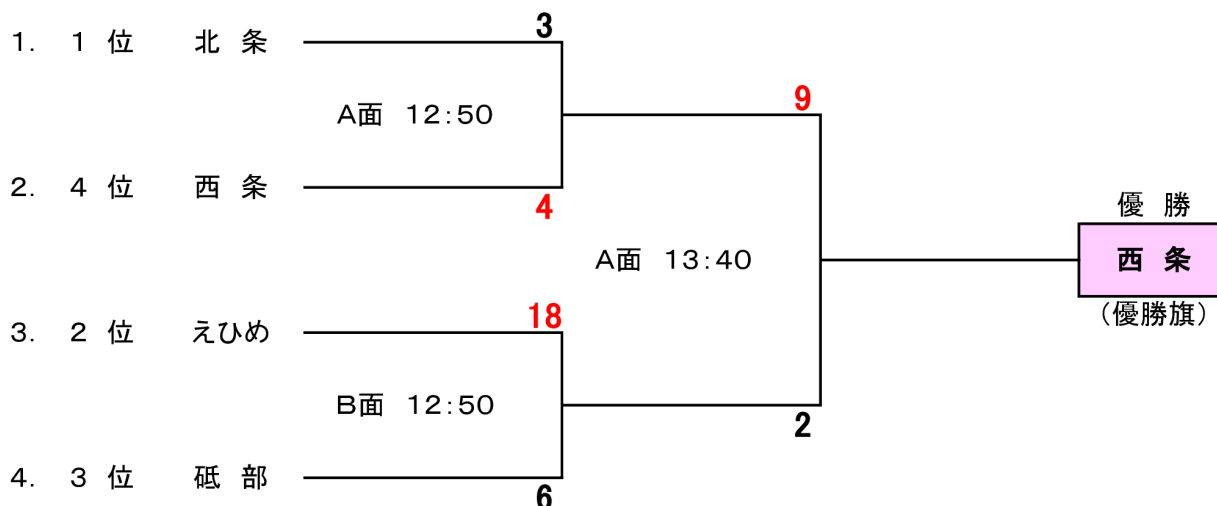 1. 1 位 北 条
3
A面 12:50
9
2. 4 位 西 条
4
優 勝
A面 13:40
西 条
(優勝旗)
18
3. 2 位 えひめ
B面 12:50
2
4. 3 位 砥 部
6